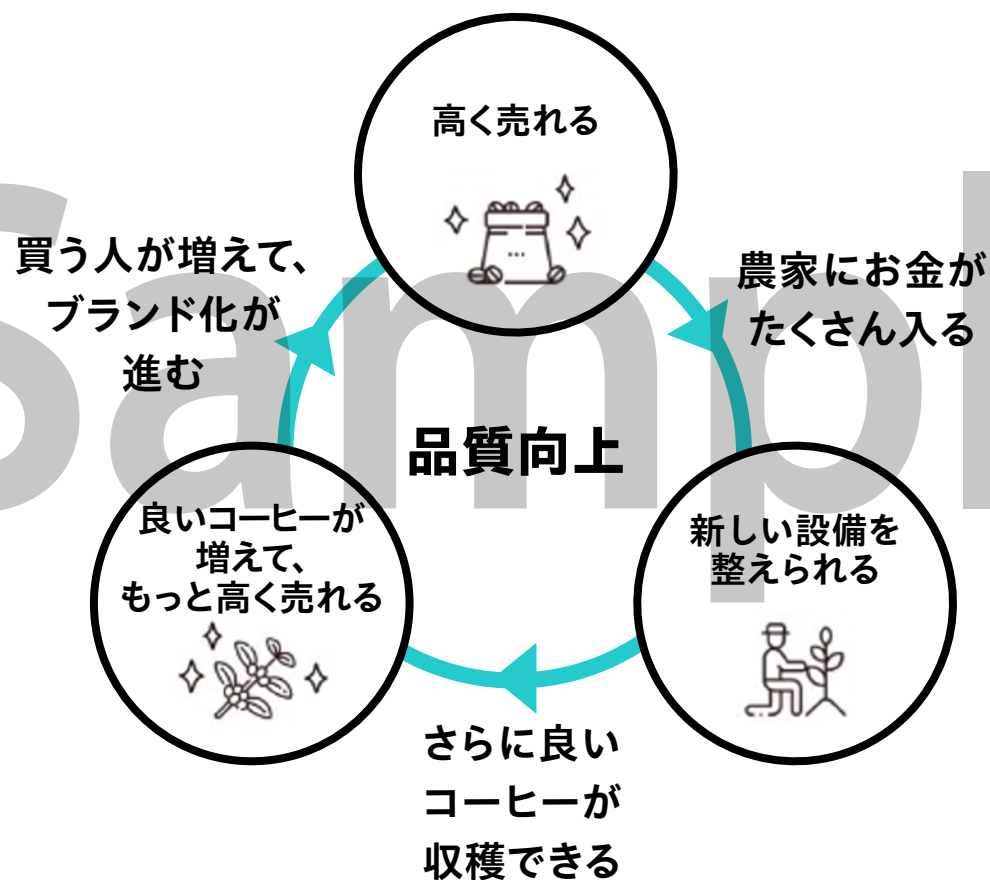 高く売れる
農家にお金が
たくさん入る
新しい設備を
整えられる
さらに良い
コーヒーが
収穫できる
良いコーヒーが
増えて、
もっと高く売れる
買う人が増えて、
ブランド化が
進む
品質向上
Sampl